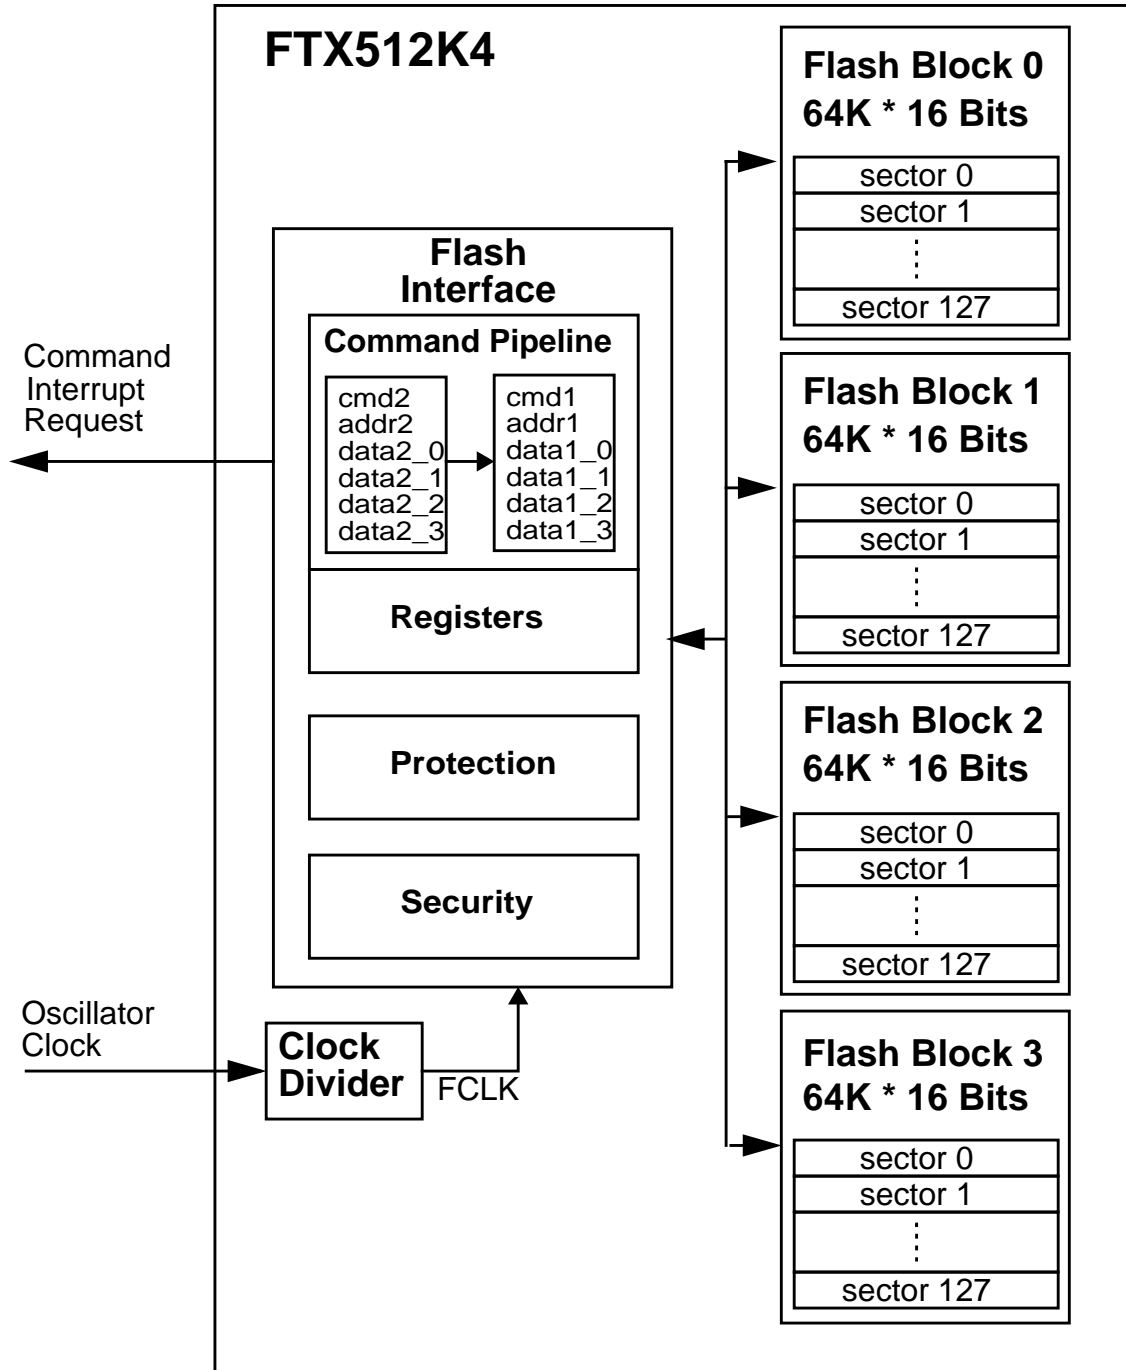 FTX512K4
Command
Interrupt
Request
Flash
Interface
Command Pipeline
cmd2
addr2
data2_0
data2_1
data2_2
data2_3
cmd1
addr1
data1_0
data1_1
data1_2
data1_3
Registers
Protection
Security
Oscillator
Clock
Clock
Divider
FCLK
Flash Block 0
64K * 16 Bits
sector 0
sector 1
sector 127
Flash Block 1
64K * 16 Bits
sector 0
sector 1
sector 127
Flash Block 2
64K * 16 Bits
sector 0
sector 1
sector 127
Flash Block 3
64K * 16 Bits
sector 0
sector 1
sector 127